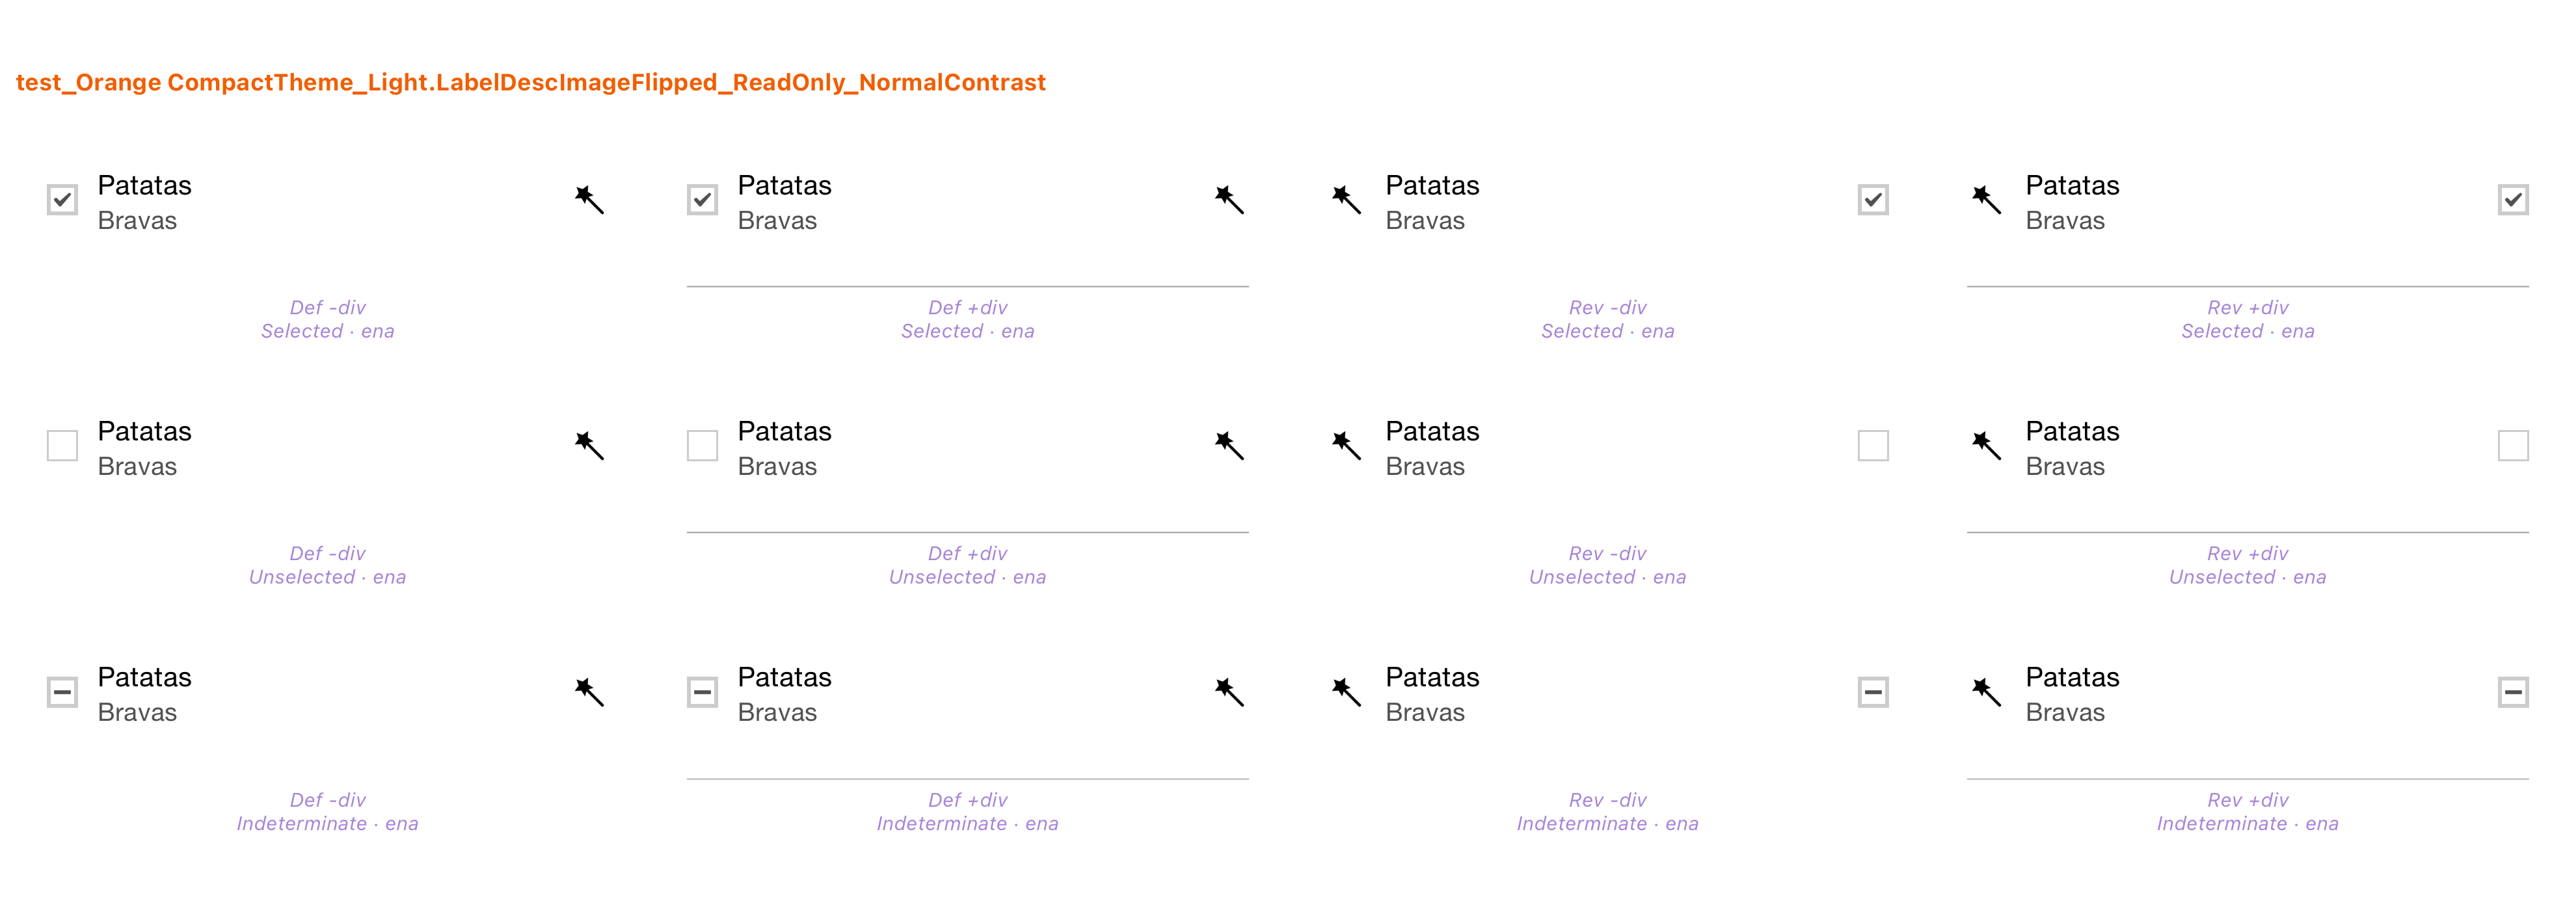 test_Orange CompactTheme_Light.LabelDescImageFlipped_ReadOnly_NormalContrast
Patatas
Bravas
Def -div
Selected · ena
Patatas
Bravas
Def +div
Selected · ena
Patatas
Bravas
Rev -div
Selected · ena
Patatas
Bravas
Rev +div
Selected · ena
Patatas
Bravas
Def -div
Unselected · ena
Patatas
Bravas
Def +div
Unselected · ena
Patatas
Bravas
Rev -div
Unselected · ena
Patatas
Bravas
Rev +div
Unselected · ena
Patatas
Bravas
Def -div
Indeterminate · ena
Patatas
Bravas
Def +div
Indeterminate · ena
Patatas
Bravas
Rev -div
Indeterminate · ena
Patatas
Bravas
Rev +div
Indeterminate · ena